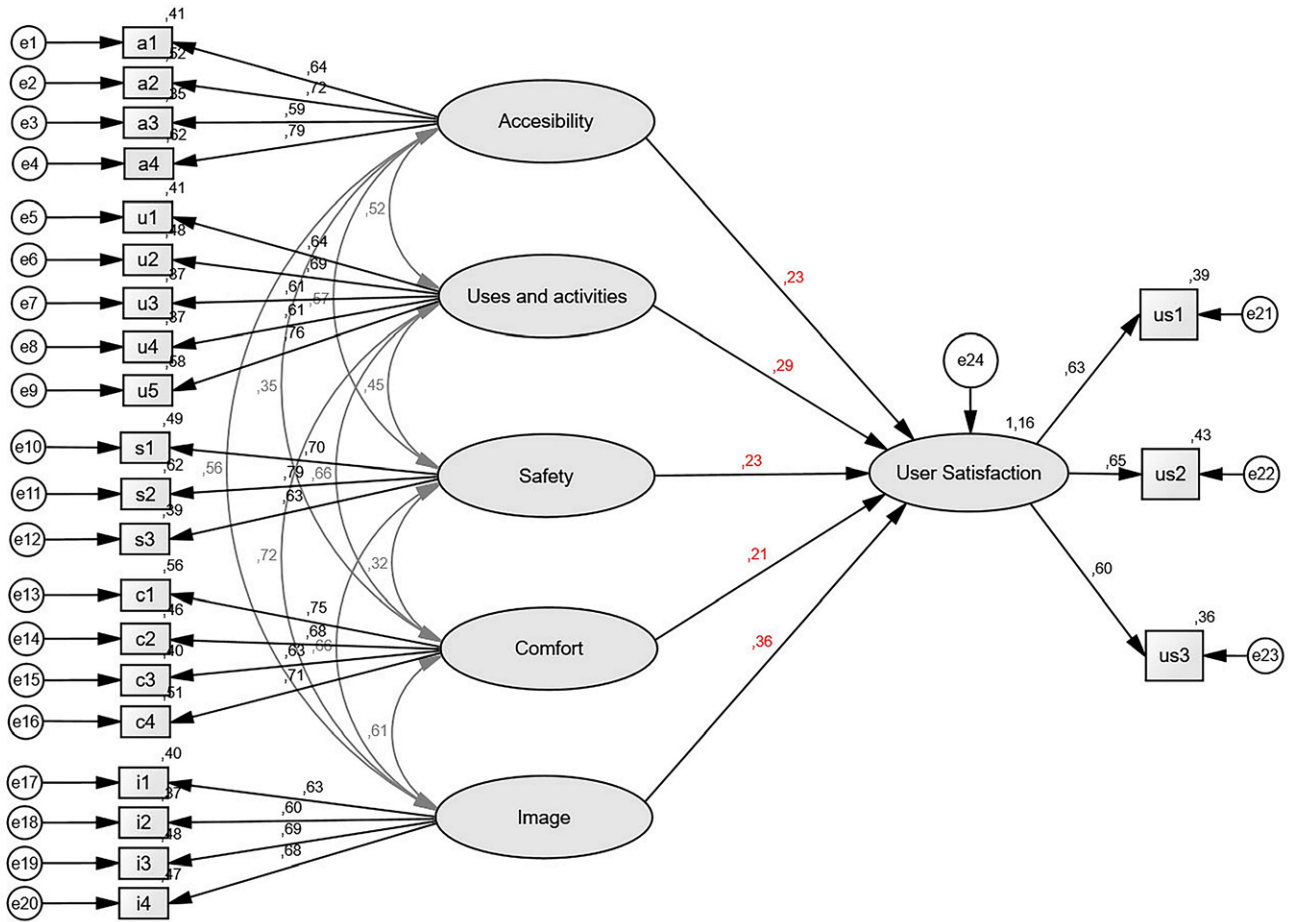 ,41
e1 a1
,52
,64
e2 a2
,72
,35
e3 a3
,59
,62
e4 a4
,79
Accesibility
,41
e5 u1
,48
,64
e6 u2
,69
,37
e7 u3
,61
,37
e8 u4
,61
,58
e9 u5
,76
Uses and activities
,49
e10 s1
,62
,70
e11 s2
,79
,39
e12 s3
,63
Safety
,56
e13 c1
,46
,75
e14 c2
,68
,40
e15 c3
,63
,51
e16 c4
,71
Comfort
,40
e17 i1
,37
,63
e18 i2
,60
,48
e19 i3
,69
,47
e20 i4
,68
Image
,52
,57
,35
,56
,45
,66
,72
,32
,66
,61
,23
,29
,23
,21
,36
e24
1,16
User Satisfaction
,63
,39
us1 e21
,65
,43
us2 e22
,60
,36
us3 e23